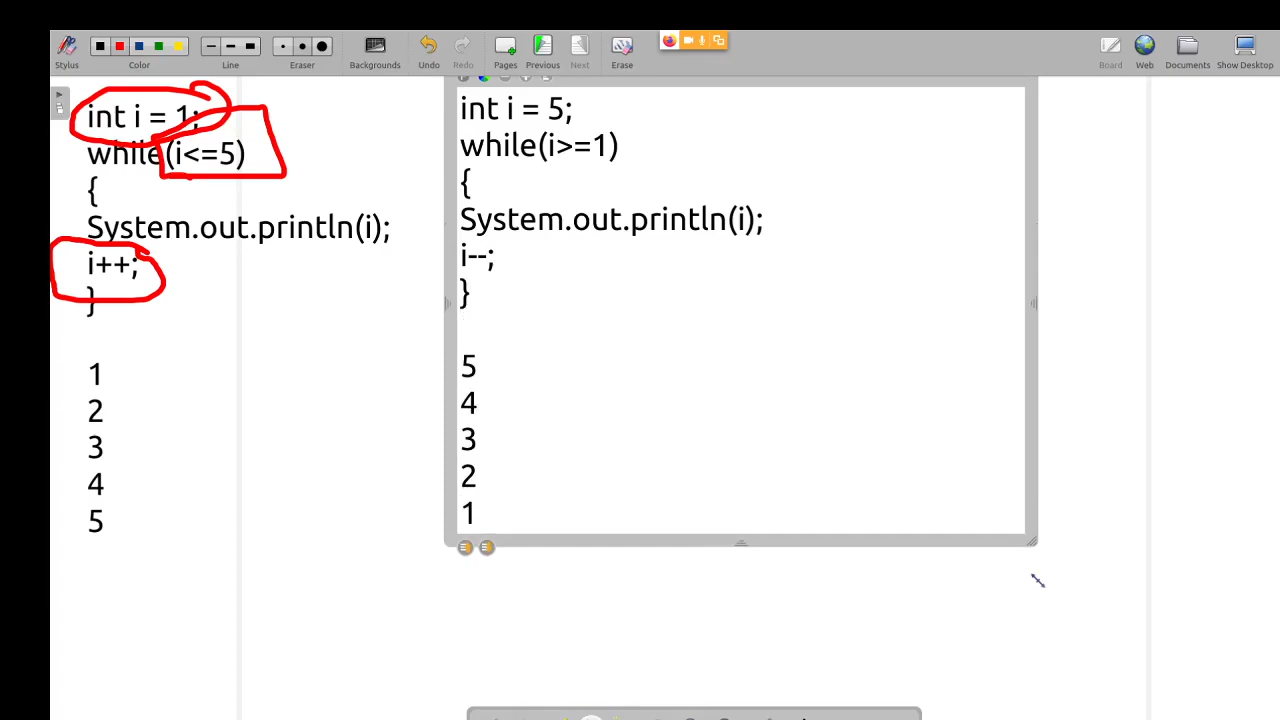 Stylus
Color
Line
Eraser
Backgrounds
Undo
Redo
Pages
Previous
Next
Erase
Board
Web
Documents
Show Desktop
int i = 1;
while(i<=5)
{
System.out.println(i);
i++;
}
1
2
3
4
5
int i = 5;
while(i>=1)
{
System.out.println(i);
i--;
}
5
4
3
2
1